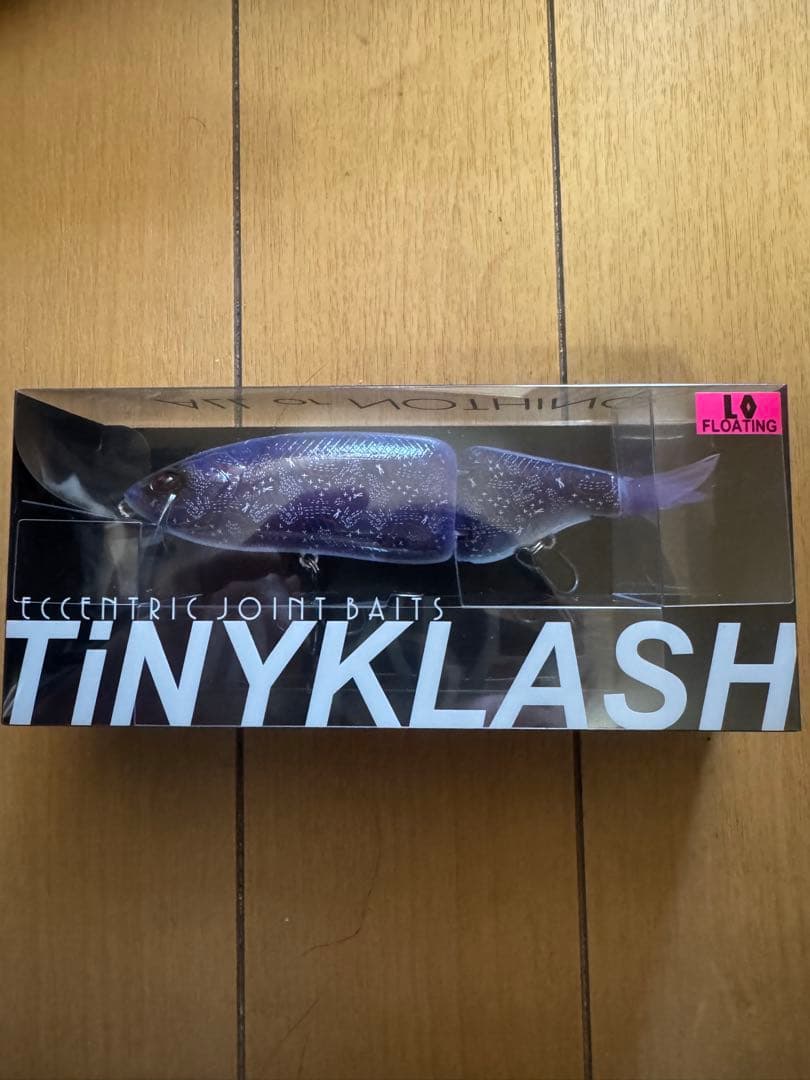 ALL or NOTHING
LO
FLOATING
ECCENTRIC JOINT BAITS
TiNYKLASH